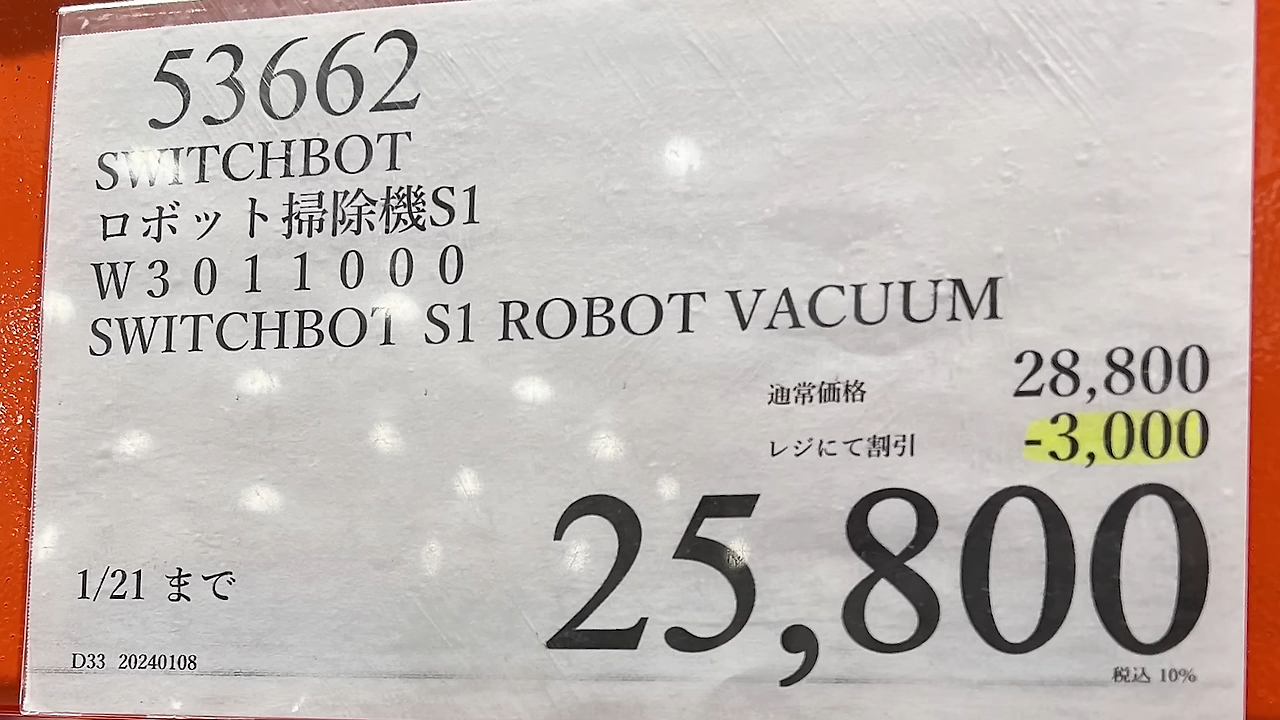 53662
SWITCHBOT
ロボット掃除機S1
W3011000
SWITCHBOT S1 ROBOT VACUUM
通常価格 28,800
レジにて割引 -3,000
25,800
1/21 まで
D33 20240108
税込 10%